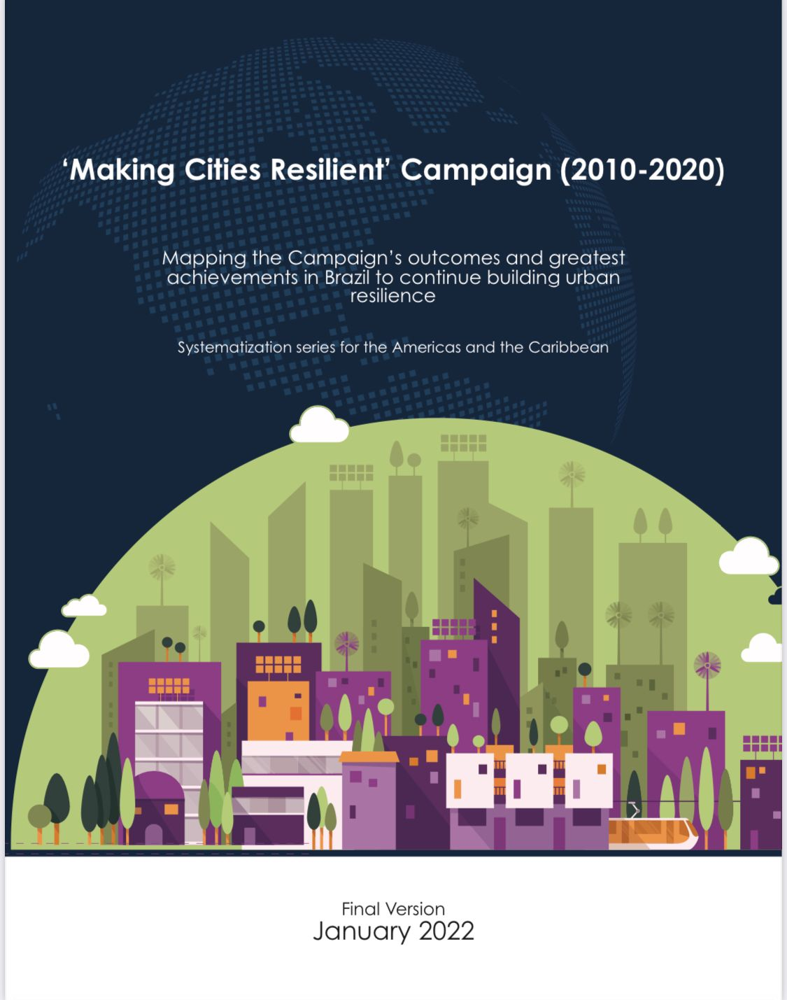 ‘Making Cities Resilient’ Campaign (2010-2020)
Mapping the Campaign’s outcomes and greatest
achievements in Brazil to continue building urban
resilience
Systematization series for the Americas and the Caribbean
Final Version
January 2022